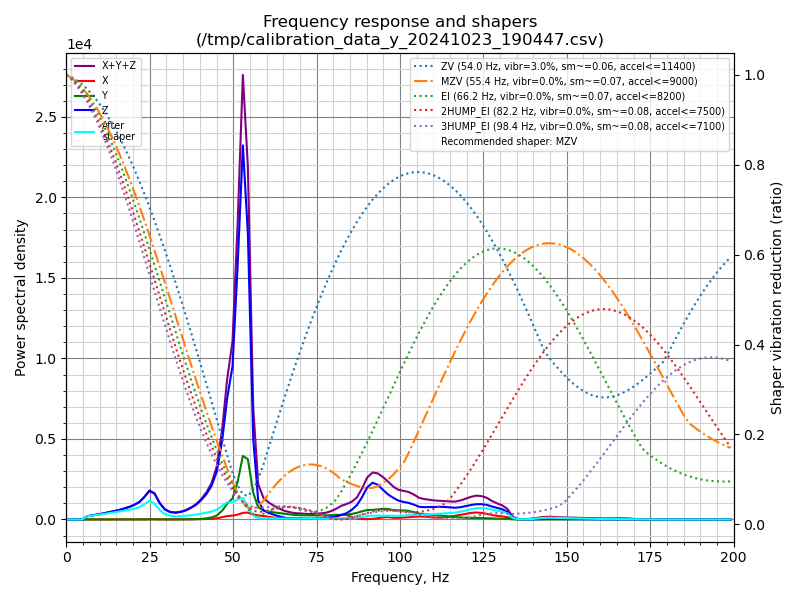 Frequency response and shapers
(/tmp/calibration_data_y_20241023_190447.csv)
1e4
X+Y+Z
X
Y
Z
After
shaper
ZV (54.0 Hz, vibr=3.0%, sm~=0.06, accel<=11400)
MZV (55.4 Hz, vibr=0.0%, sm~=0.07, accel<=9000)
EI (66.2 Hz, vibr=0.0%, sm~=0.07, accel<=8200)
2HUMP_EI (82.2 Hz, vibr=0.0%, sm~=0.08, accel<=7500)
3HUMP_EI (98.4 Hz, vibr=0.0%, sm~=0.08, accel<=7100)
Recommended shaper: MZV
Power spectral density
2.5
2.0
1.5
1.0
0.5
0.0
1.0
0.8
0.6
0.4
0.2
0.0
Shaper vibration reduction (ratio)
0 25 50 75 100 125 150 175 200
Frequency, Hz